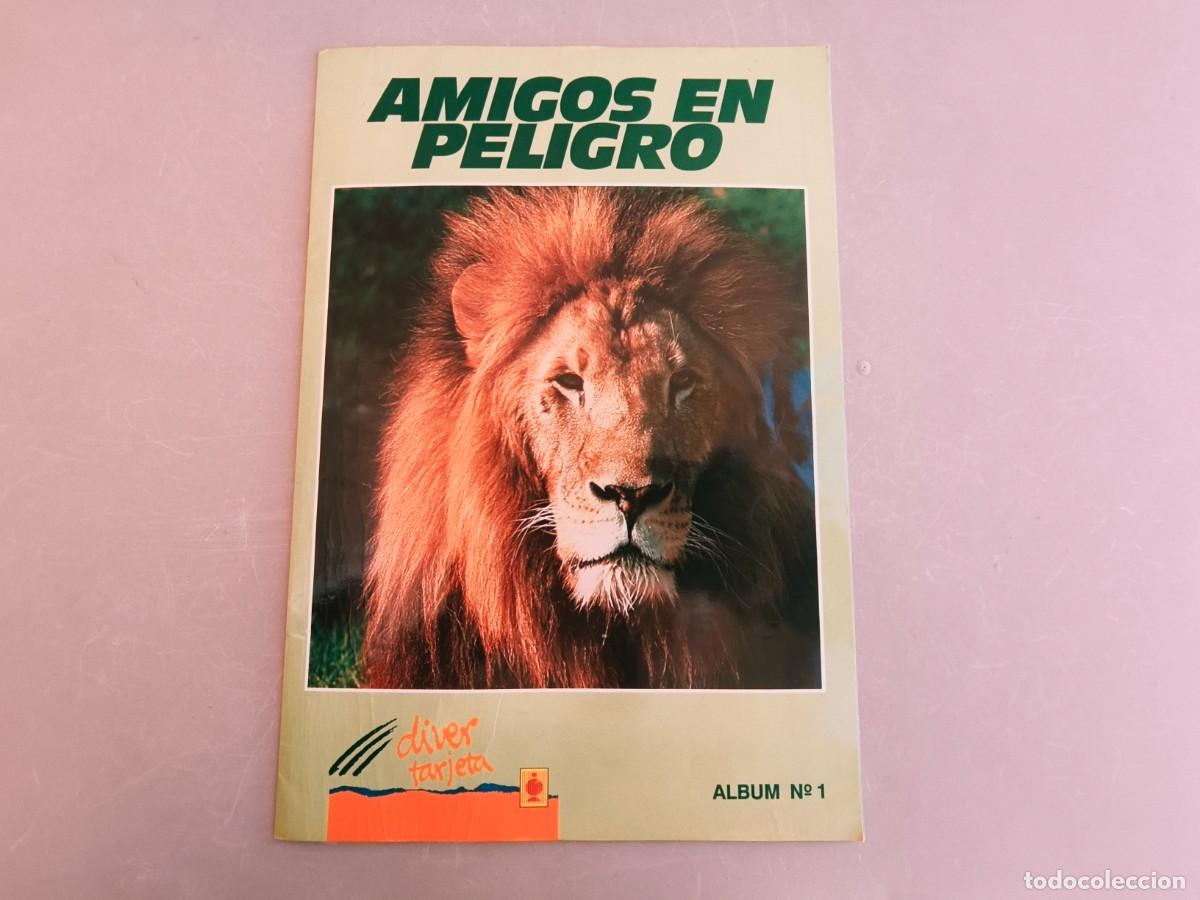 AMIGOS EN
PELIGRO
diver
tarjeta
ALBUM Nº 1
todocoleccion